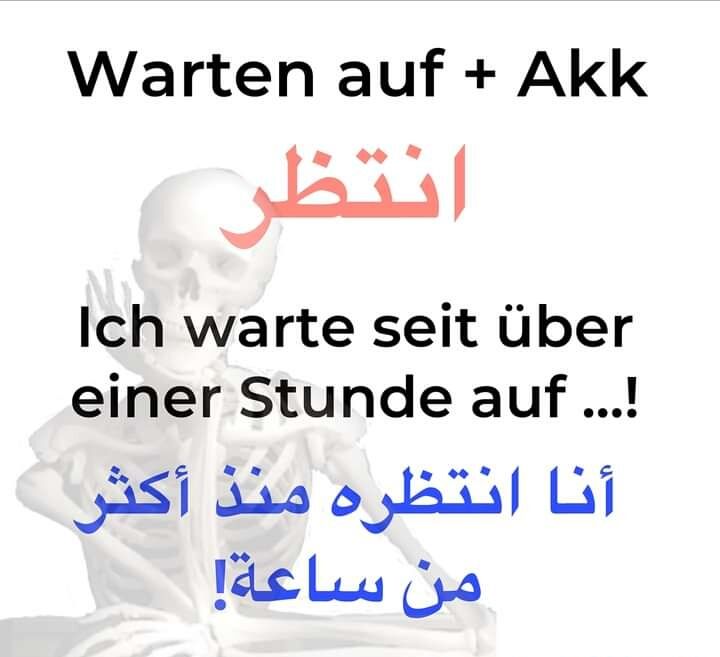 Warten auf + Akk
انتظر
Ich warte seit über
einer Stunde auf ...!
أنا انتظره منذ أكثر
من ساعة!